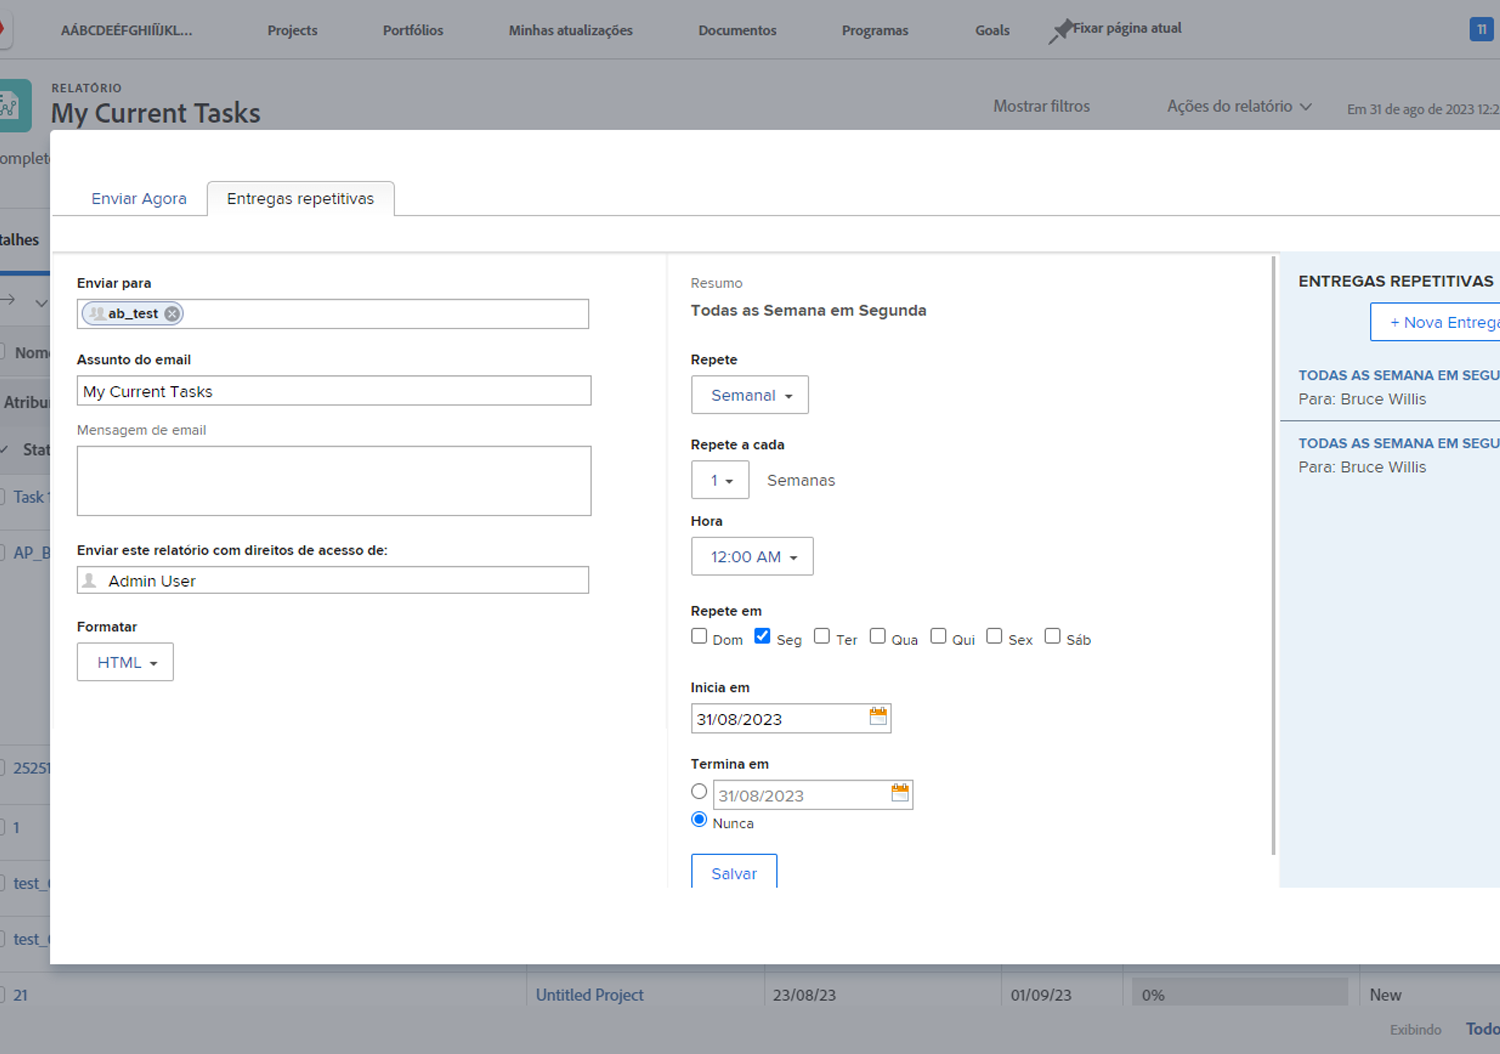 AÁBCDEÉFGHIÍÏJKL...
Projects
Portfólios
Minhas atualizações
Documentos
Programas
Goals
Fixar página atual
11
RELATÓRIO
My Current Tasks
Mostrar filtros
Ações do relatório
Em 31 de ago de 2023 12:2
omplet
Enviar Agora
Entregas repetitivas
talhes
Enviar para
ab_test
Assunto do email
My Current Tasks
Mensagem de email
Enviar este relatório com direitos de acesso de:
Admin User
Formatar
HTML
Resumo
Todas as Semana em Segunda
Repete
Semanal
Repete a cada
1 Semanas
Hora
12:00 AM
Repete em
Dom Seg Ter Qua Qui Sex Sáb
Inicia em
31/08/2023
Termina em
31/08/2023
Nunca
Salvar
ENTREGAS REPETITIVAS
+ Nova Entrega
TODAS AS SEMANA EM SEGU
Para: Bruce Willis
TODAS AS SEMANA EM SEGU
Para: Bruce Willis
Nome
Atribu
Stat
Task
AP_B
25251
1
test_
test_
21 Untitled Project 23/08/23 01/09/23 0% New
Exibindo Todo